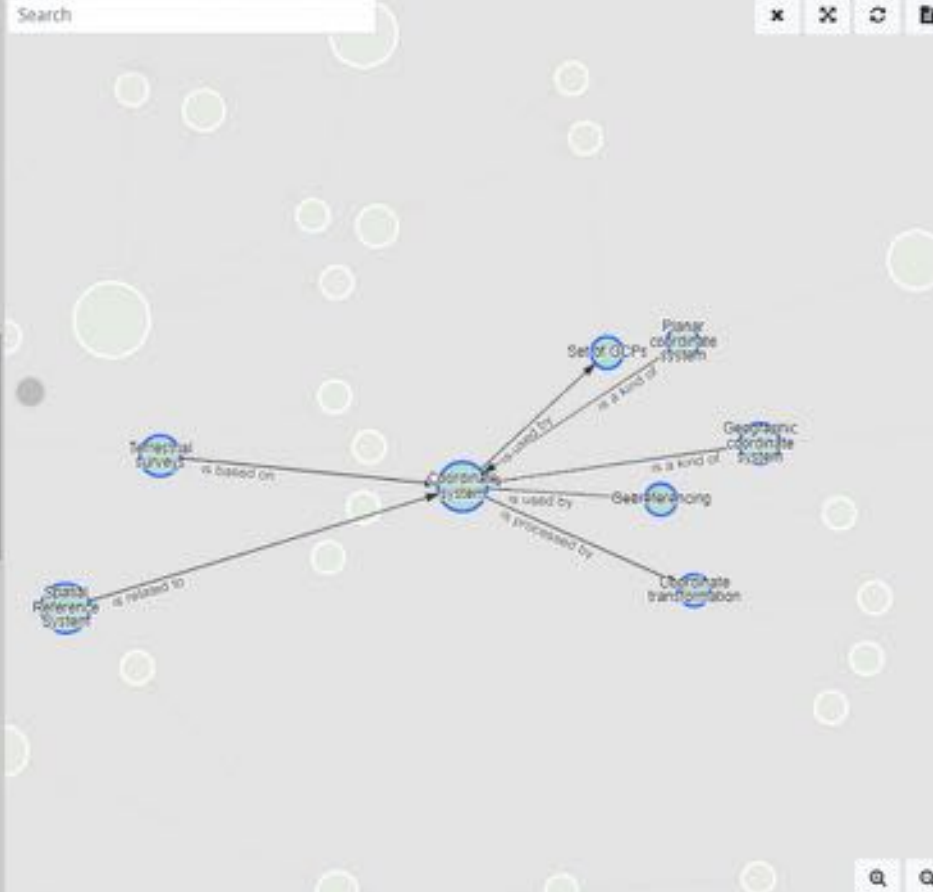 Search
Planar
coordinate
system
Set of GCPs
is used by
is a kind of
Geographic
coordinate
system
is a kind of
Terrestrial
surveys
is based on
Coordinate
system
is used by
Georeferencing
is processed by
Coordinate
transformation
is related to
Spatial
Reference
System